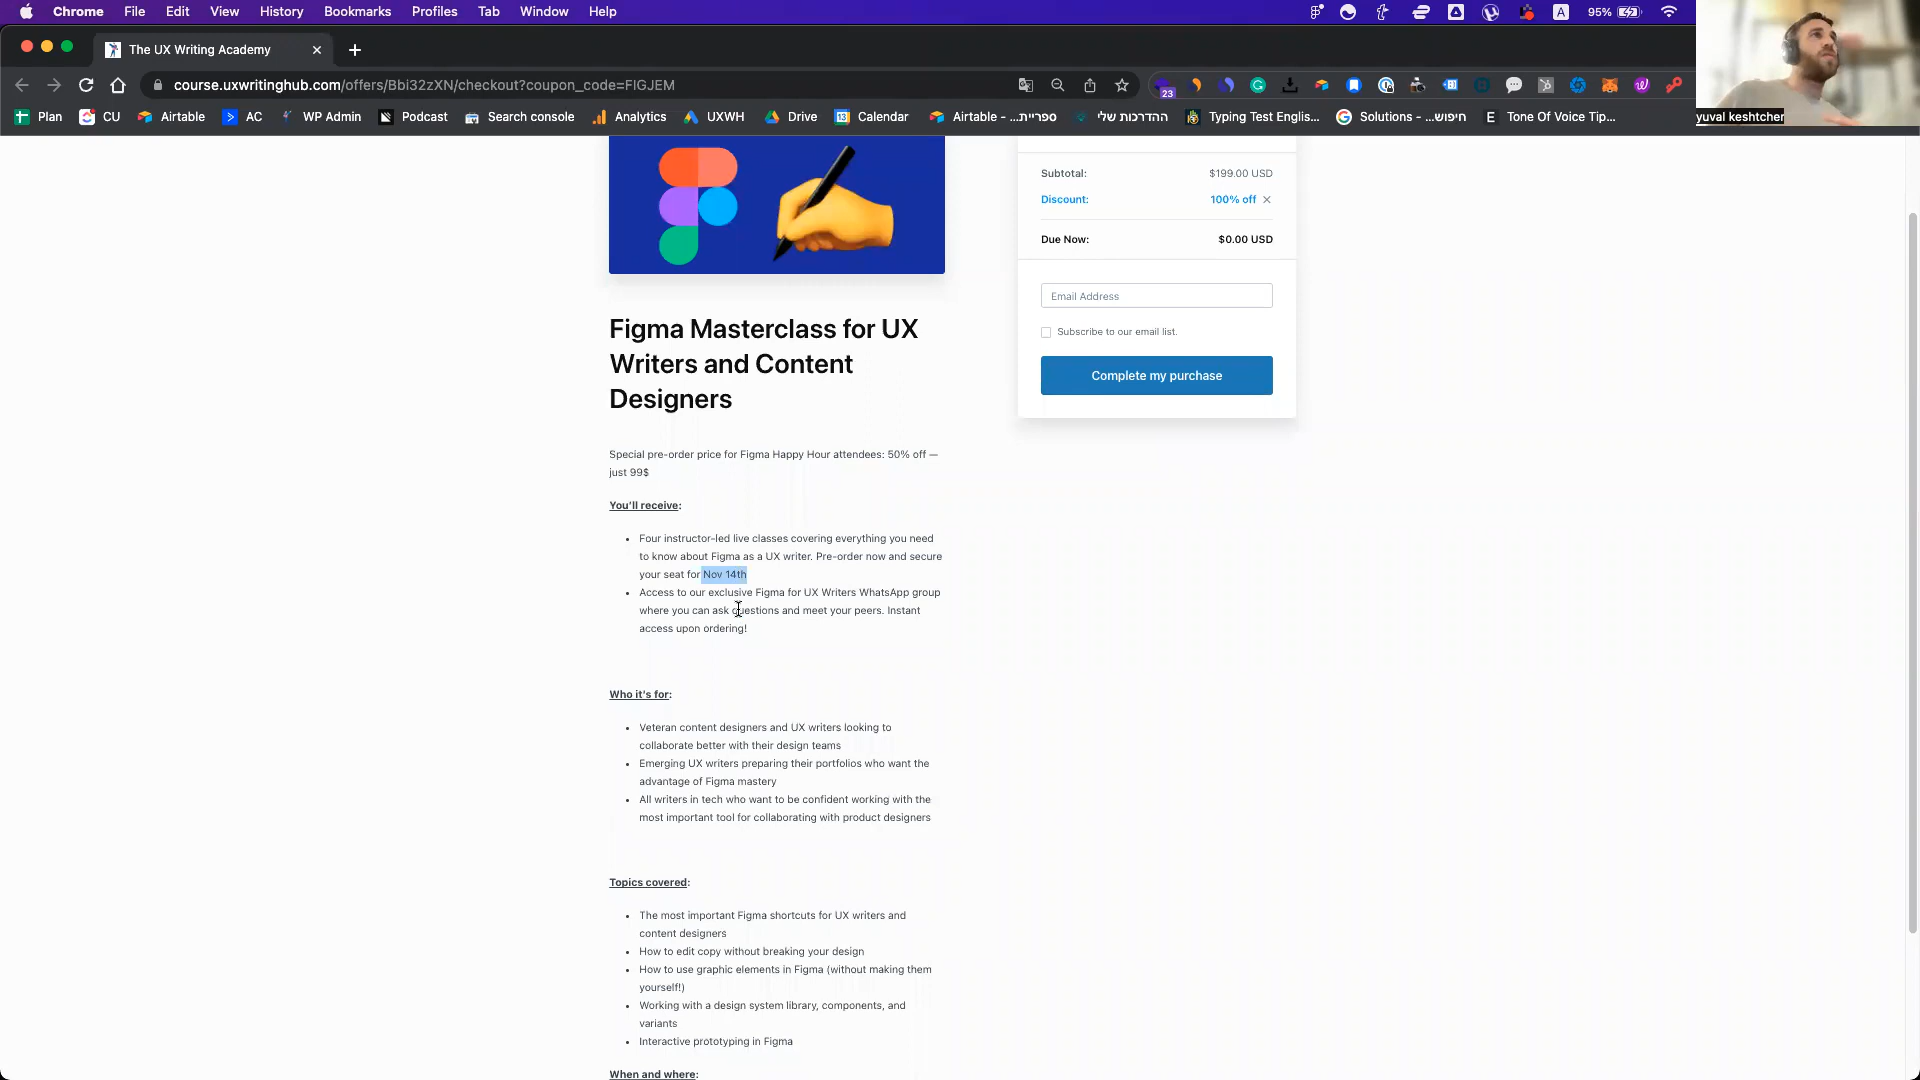 Chrome File Edit View History Bookmarks Profiles Tab Window Help A 95%
The UX Writing Academy
course.uxwritinghub.com/offers/Bbi32zXN/checkout?coupon_code=FIGJEM 23
Plan CU Airtable AC WP Admin Podcast Search console Analytics UXWH Drive 13 Calendar Airtable - ...ספריית ההדרכות שלי Typing Test Englis... Solutions - ...חיפוש E Tone Of Voice Tip...
yuval keshtcher
Figma Masterclass for UX
Writers and Content
Designers
Special pre-order price for Figma Happy Hour attendees: 50% off —
just 99$
You'll receive:
• Four instructor-led live classes covering everything you need
to know about Figma as a UX writer. Pre-order now and secure
your seat for Nov 14th
• Access to our exclusive Figma for UX Writers WhatsApp group
where you can ask questions and meet your peers. Instant
access upon ordering!
Who it's for:
• Veteran content designers and UX writers looking to
collaborate better with their design teams
• Emerging UX writers preparing their portfolios who want the
advantage of Figma mastery
• All writers in tech who want to be confident working with the
most important tool for collaborating with product designers
Topics covered:
• The most important Figma shortcuts for UX writers and
content designers
• How to edit copy without breaking your design
• How to use graphic elements in Figma (without making them
yourself!)
• Working with a design system library, components, and
variants
• Interactive prototyping in Figma
When and where:
Subtotal: $199.00 USD
Discount: 100% off ×
Due Now: $0.00 USD
Email Address
Subscribe to our email list.
Complete my purchase